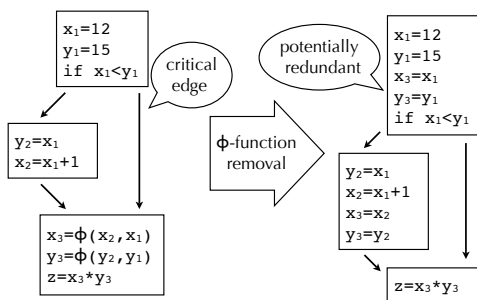 x₁=12
y₁=15
if x₁<y₁
critical
edge
y₂=x₁
x₂=x₁+1
x₃=ϕ(x₂,x₁)
y₃=ϕ(y₂,y₁)
z=x₃*y₃
ϕ-function
removal
potentially
redundant
x₁=12
y₁=15
x₃=x₁
y₃=y₁
if x₁<y₁
y₂=x₁
x₂=x₁+1
x₃=x₂
y₃=y₂
z=x₃*y₃